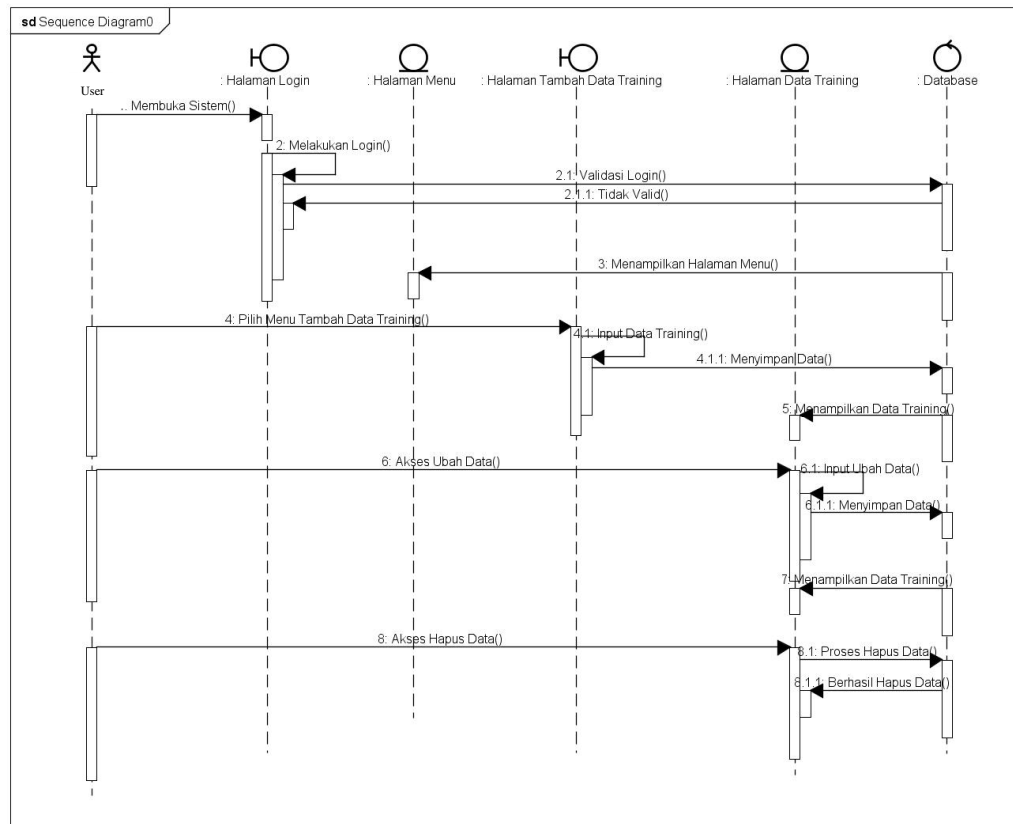 sd Sequence Diagram0
User
: Halaman Login
: Halaman Menu
: Halaman Tambah Data Training
: Halaman Data Training
: Database
.. Membuka Sistem()
2: Melakukan Login()
2.1: Validasi Login()
2.1.1: Tidak Valid()
3: Menampilkan Halaman Menu()
4: Pilih Menu Tambah Data Training()
4.1: Input Data Training()
4.1.1: Menyimpan Data()
5: Menampilkan Data Training()
6: Akses Ubah Data()
6.1: Input Ubah Data()
6.1.1: Menyimpan Data()
7: Menampilkan Data Training()
8: Akses Hapus Data()
8.1: Proses Hapus Data()
8.1.1: Berhasil Hapus Data()